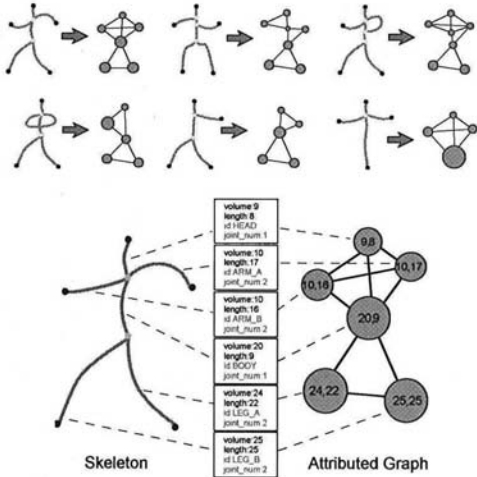 volume:9
length:8
id HEAD
joint_num:1
volume:10
length:17
id ARM_A
joint_num 2
volume:10
length:16
id ARM_B
joint_num 2
volume:20
length:9
id BODY
joint_num:1
volume:24
length:22
id LEG_A
joint_num 2
volume:25
length:25
id LEG_B
joint_num:2
9,8
10,17
10,16
20,9
24,22
25,25
Skeleton
Attributed Graph